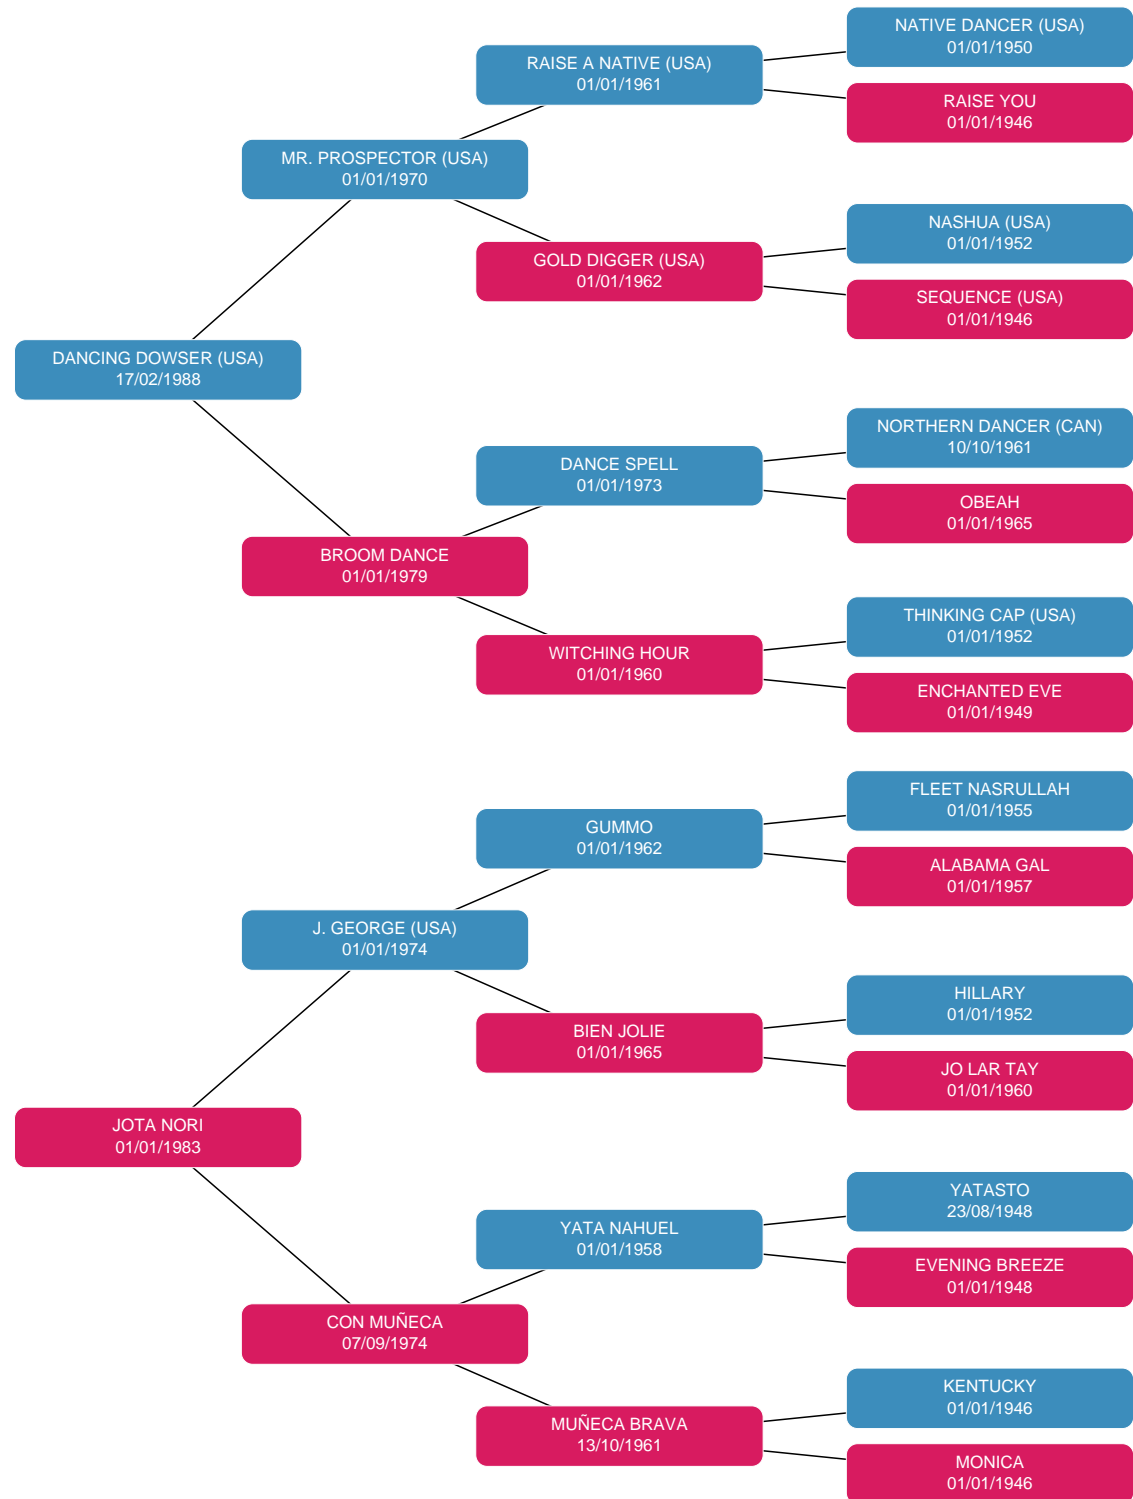 NATIVE DANCER (USA)
01/01/1950
RAISE A NATIVE (USA)
01/01/1961
RAISE YOU
01/01/1946
MR. PROSPECTOR (USA)
01/01/1970
NASHUA (USA)
01/01/1952
GOLD DIGGER (USA)
01/01/1962
SEQUENCE (USA)
01/01/1946
DANCING DOWSER (USA)
17/02/1988
NORTHERN DANCER (CAN)
10/10/1961
DANCE SPELL
01/01/1973
OBEAH
01/01/1965
BROOM DANCE
01/01/1979
THINKING CAP (USA)
01/01/1952
WITCHING HOUR
01/01/1960
ENCHANTED EVE
01/01/1949
FLEET NASRULLAH
01/01/1955
GUMMO
01/01/1962
ALABAMA GAL
01/01/1957
J. GEORGE (USA)
01/01/1974
HILLARY
01/01/1952
BIEN JOLIE
01/01/1965
JO LAR TAY
01/01/1960
JOTA NORI
01/01/1983
YATASTO
23/08/1948
YATA NAHUEL
01/01/1958
EVENING BREEZE
01/01/1948
CON MUÑECA
07/09/1974
KENTUCKY
01/01/1946
MUÑECA BRAVA
13/10/1961
MONICA
01/01/1946